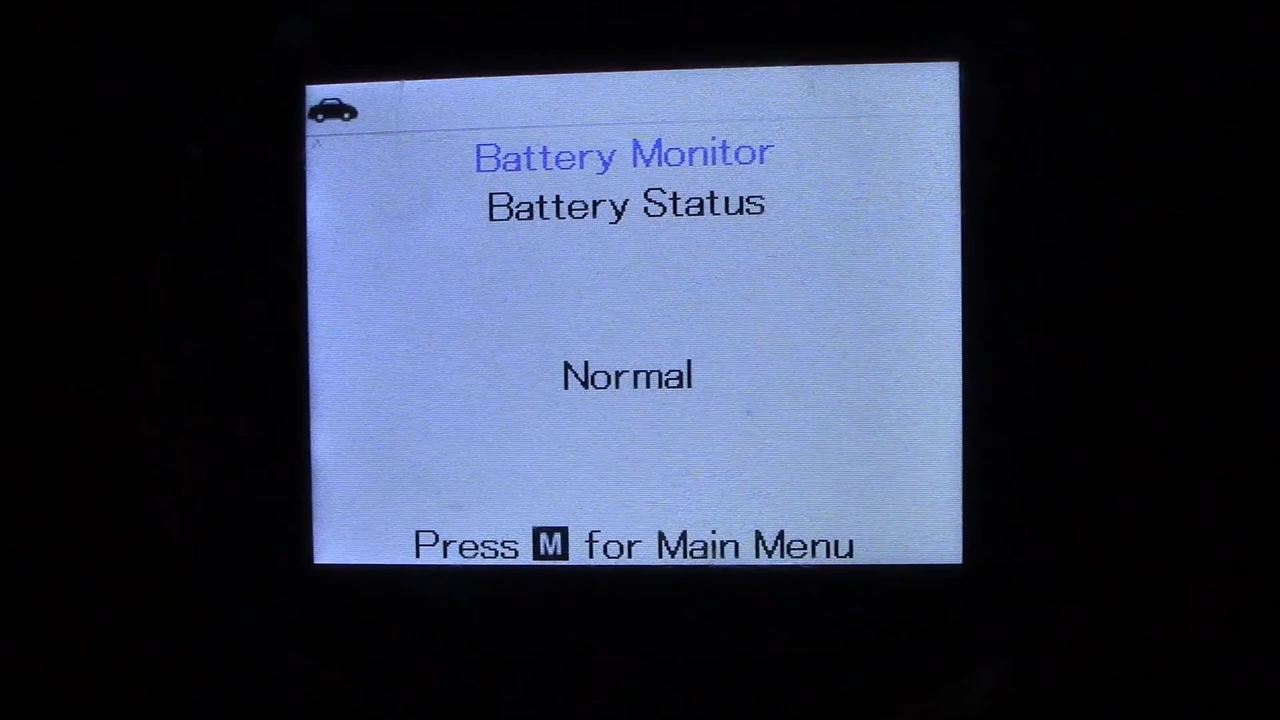 Battery Monitor
Battery Status
Normal
Press M for Main Menu